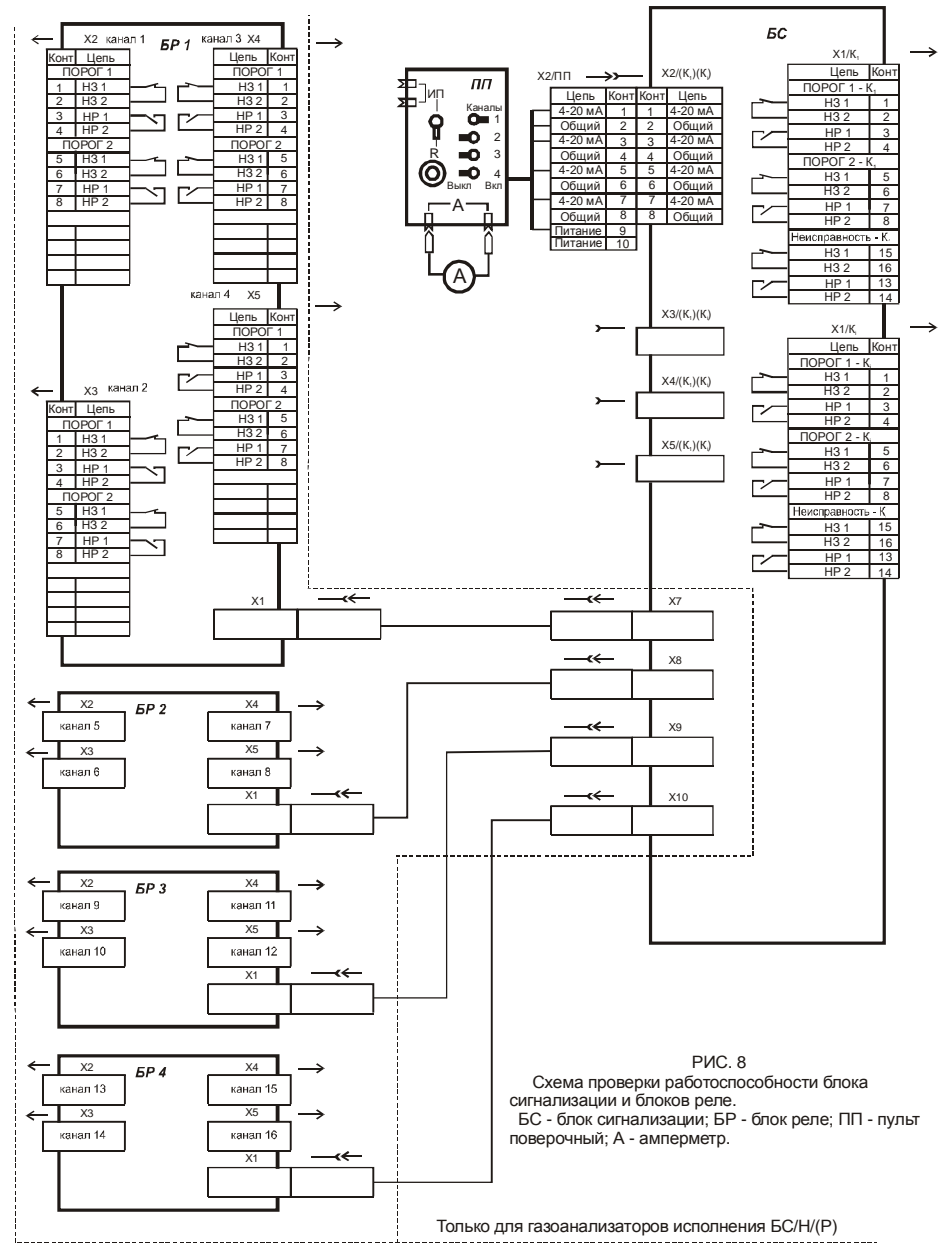 X2 канал 1
БР 1
канал 3 X4
Конт Цепь
ПОРОГ 1
1 НЗ 1
2 НЗ 2
3 НР 1
4 НР 2
ПОРОГ 2
5 НЗ 1
6 НЗ 2
7 НР 1
8 НР 2
Цепь Конт
ПОРОГ 1
НЗ 1 1
НЗ 2 2
НР 1 3
НР 2 4
ПОРОГ 2
НЗ 1 5
НЗ 2 6
НР 1 7
НР 2 8
канал 4 X5
Цепь Конт
ПОРОГ 1
НЗ 1 1
НЗ 2 2
НР 1 3
НР 2 4
ПОРОГ 2
НЗ 1 5
НЗ 2 6
НР 1 7
НР 2 8
X3 канал 2
Конт Цепь
ПОРОГ 1
1 НЗ 1
2 НЗ 2
3 НР 1
4 НР 2
ПОРОГ 2
5 НЗ 1
6 НЗ 2
7 НР 1
8 НР 2
X1
ПП
ИП
Каналы
1
2
3
4
R
Выкл Вкл
А
А
X2/ПП
X2/(К₁)(К)
Цепь Конт Конт Цепь
4-20 мА 1 1 4-20 мА
Общий 2 2 Общий
4-20 мА 3 3 4-20 мА
Общий 4 4 Общий
4-20 мА 5 5 4-20 мА
Общий 6 6 Общий
4-20 мА 7 7 4-20 мА
Общий 8 8 Общий
Питание 9
Питание 10
БС
X1/К₁
Цепь Конт
ПОРОГ 1 - К₁
НЗ 1 1
НЗ 2 2
НР 1 3
НР 2 4
ПОРОГ 2 - К₁
НЗ 1 5
НЗ 2 6
НР 1 7
НР 2 8
Неисправность - К
НЗ 1 15
НЗ 2 16
НР 1 13
НР 2 14
X3/(К₁)(К)
X4/(К₁)(К)
X5/(К₁)(К)
X1/К
Цепь Конт
ПОРОГ 1 - К
НЗ 1 1
НЗ 2 2
НР 1 3
НР 2 4
ПОРОГ 2 - К
НЗ 1 5
НЗ 2 6
НР 1 7
НР 2 8
Неисправность - К
НЗ 1 15
НЗ 2 16
НР 1 13
НР 2 14
X7
X8
X9
X10
X2
БР 2
X4
канал 5
канал 7
X3
X5
канал 6
канал 8
X1
X2
БР 3
X4
канал 9
канал 11
X3
X5
канал 10
канал 12
X1
X2
БР 4
X4
канал 13
канал 15
X3
X5
канал 14
канал 16
X1
РИС. 8
Схема проверки работоспособности блока
сигнализации и блоков реле.
БС - блок сигнализации; БР - блок реле; ПП - пульт
поверочный; А - амперметр.
Только для газоанализаторов исполнения БС/Н/(Р)